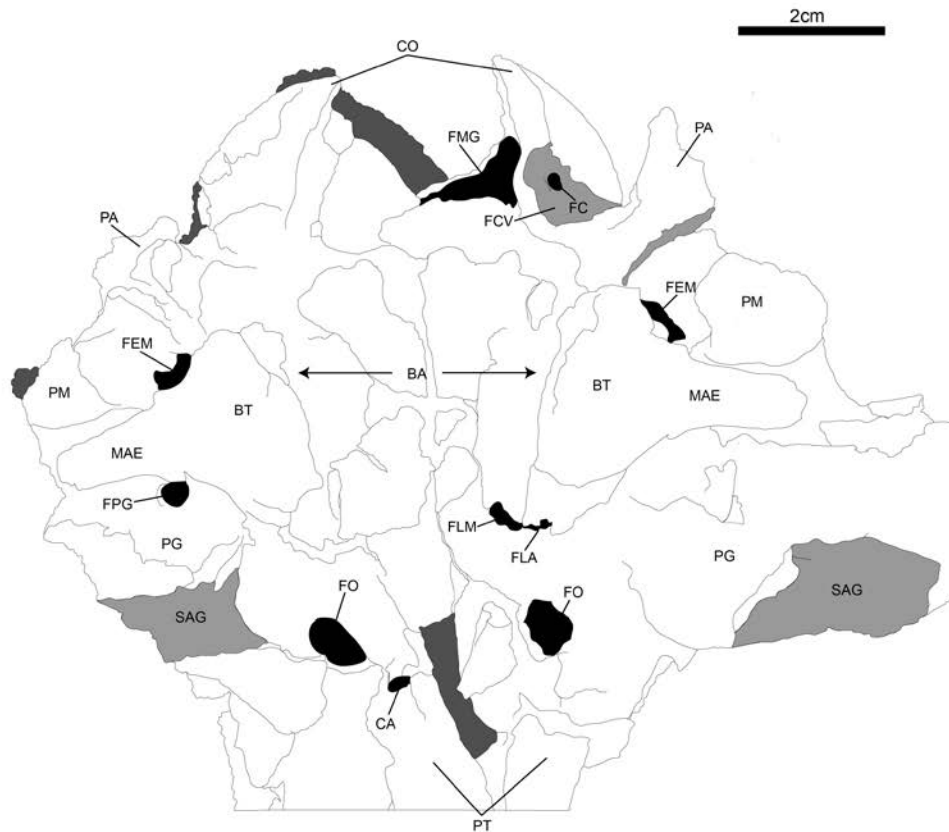 2cm
CO
PA
FMG
FC
FCV
PA
FEM
PM
FEM
BA
BT
PM
BT
MAE
MAE
FPG
FLM
PG
FLA
PG
FO
FO
SAG
SAG
CA
PT